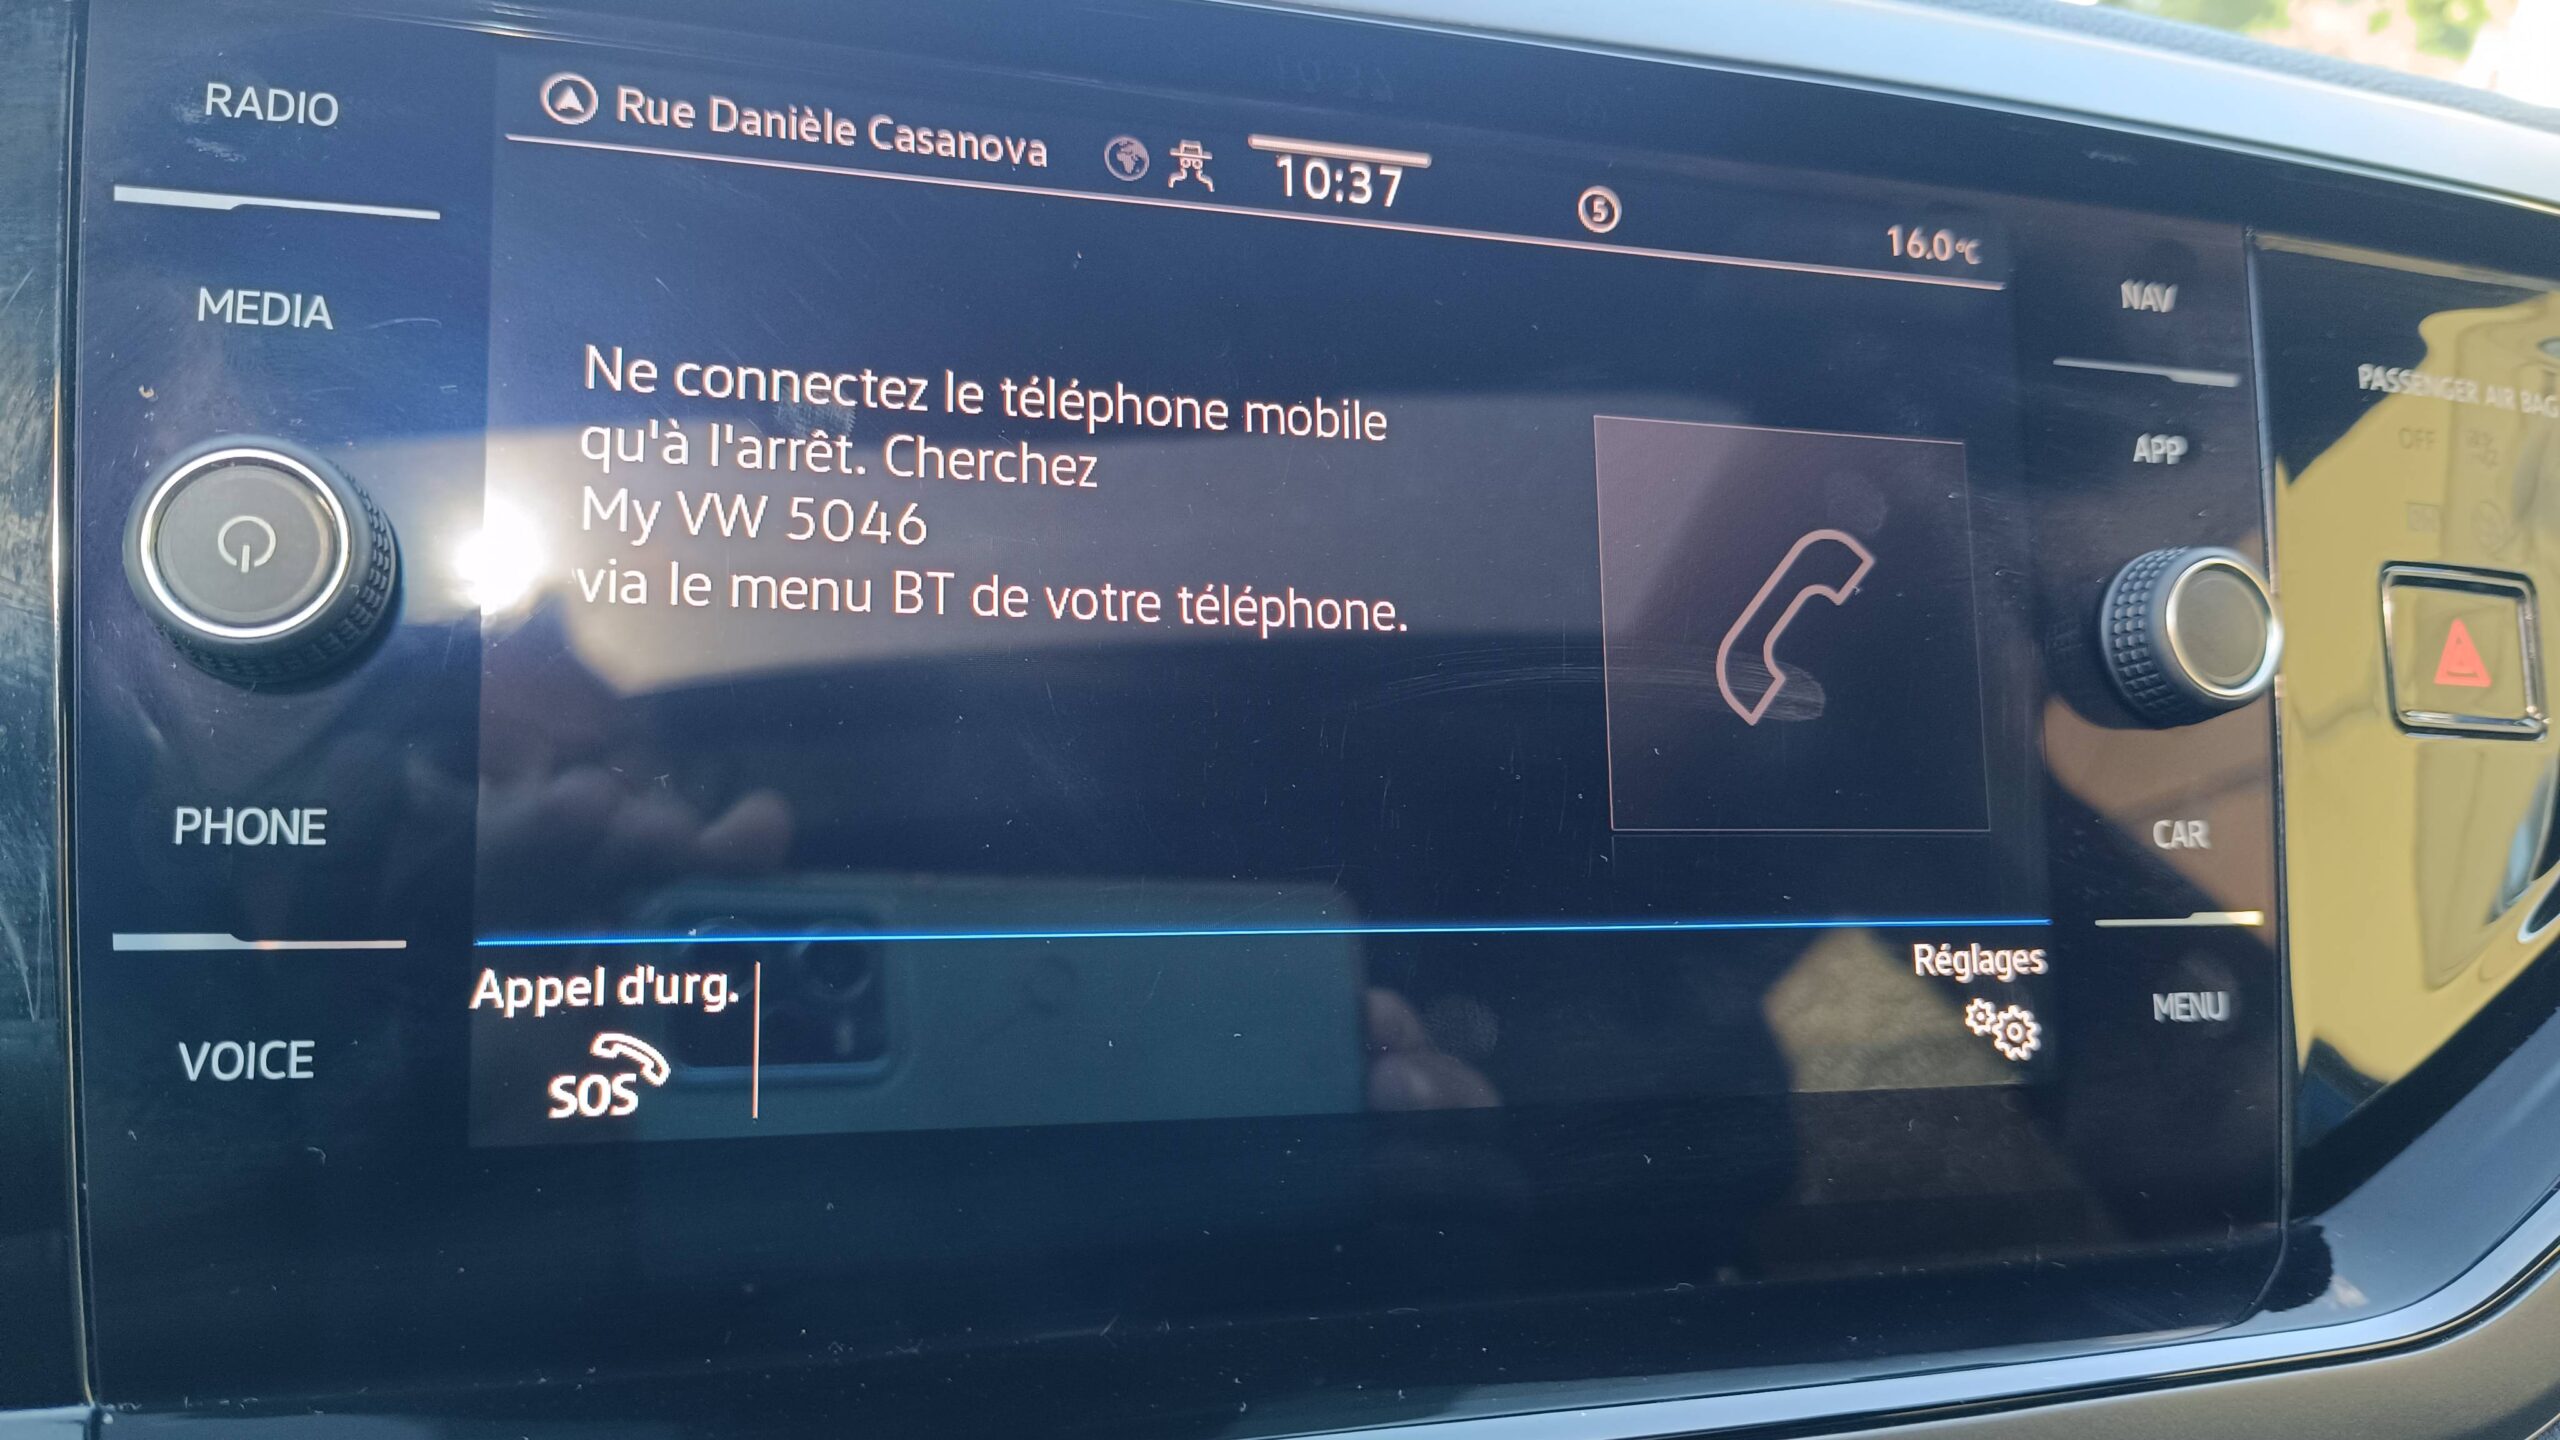 RADIO
MEDIA
PHONE
VOICE
Rue Danièle Casanova
10:37
5
16.0°C
Ne connectez le téléphone mobile
qu'à l'arrêt. Cherchez
My VW 5046
via le menu BT de votre téléphone.
Appel d'urg.
SOS
Réglages
NAV
APP
CAR
MENU
PASSENGER AIR BAG
OFF